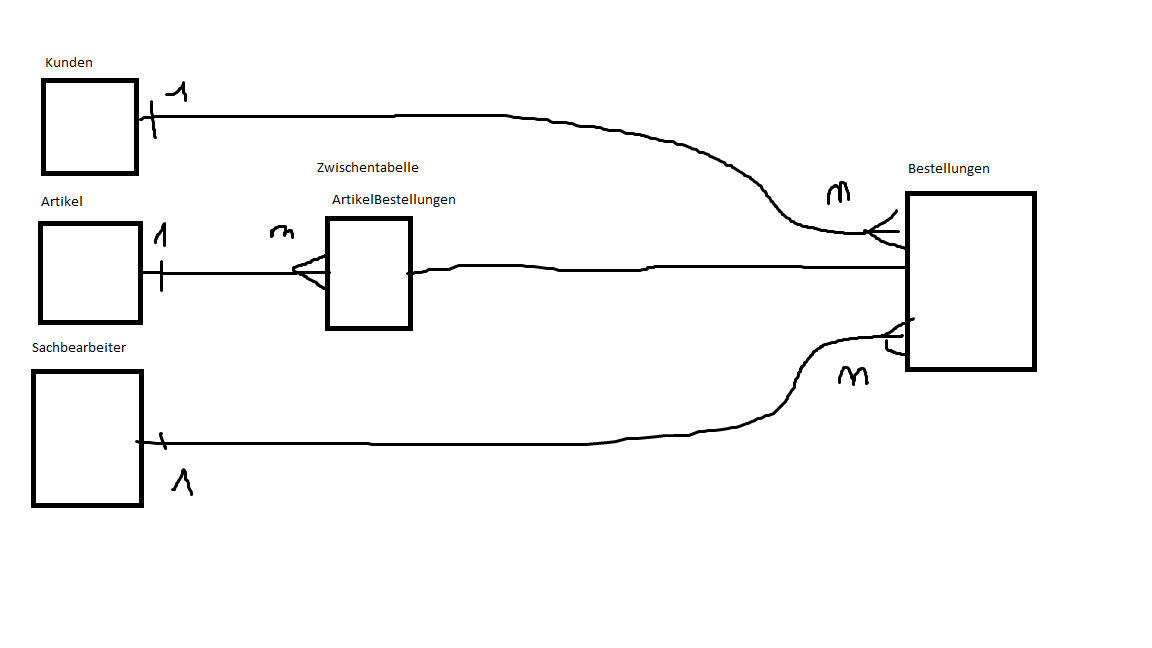 Kunden
1
Zwischentabelle
Bestellungen
m
Artikel
ArtikelBestellungen
1
m
Sachbearbeiter
m
1